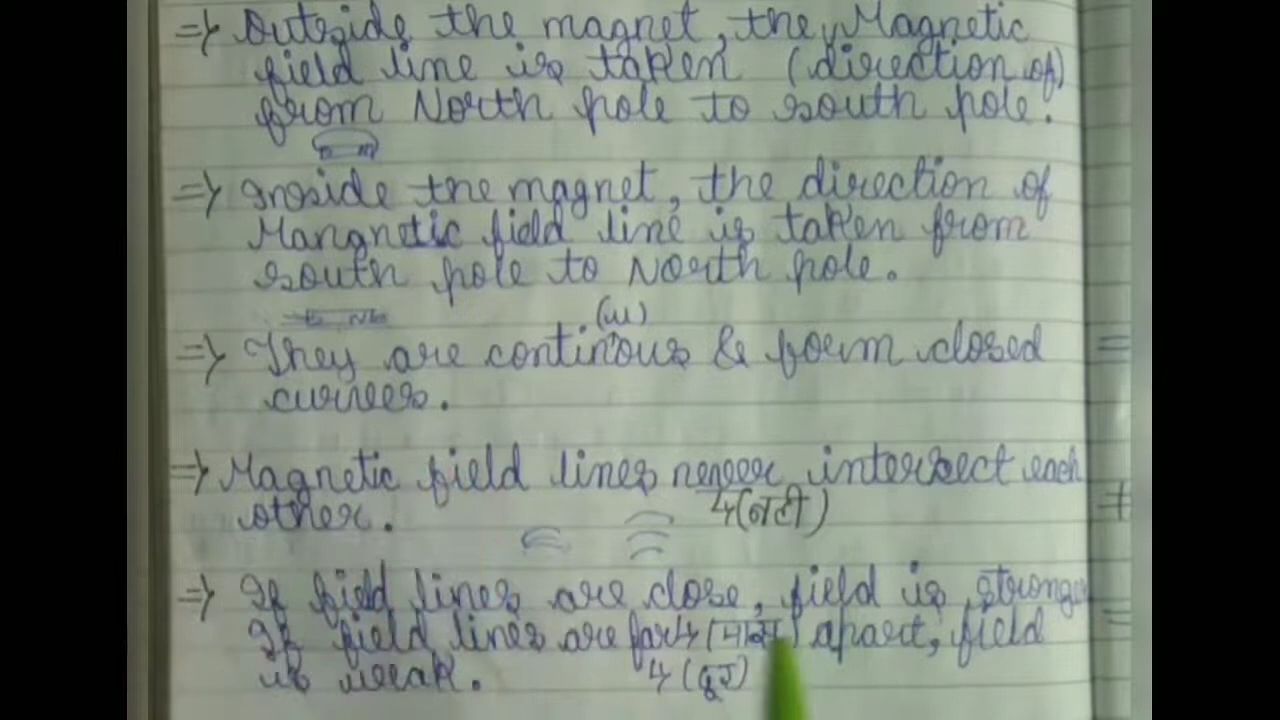 => Outside the magnet, the Magnetic
field line is taken (direction of)
from North pole to south pole.
=> Inside the magnet, the direction of
Mangnetic field line is taken from
south pole to North pole.
(u)
=> They are continous & form closed
curves.
=> Magnetic field lines never intersect each
other. ↳(नही)
=> If field lines are close, field is strong
If field lines are far ↳(पास) apart, field
is weak. ↳(दूर)